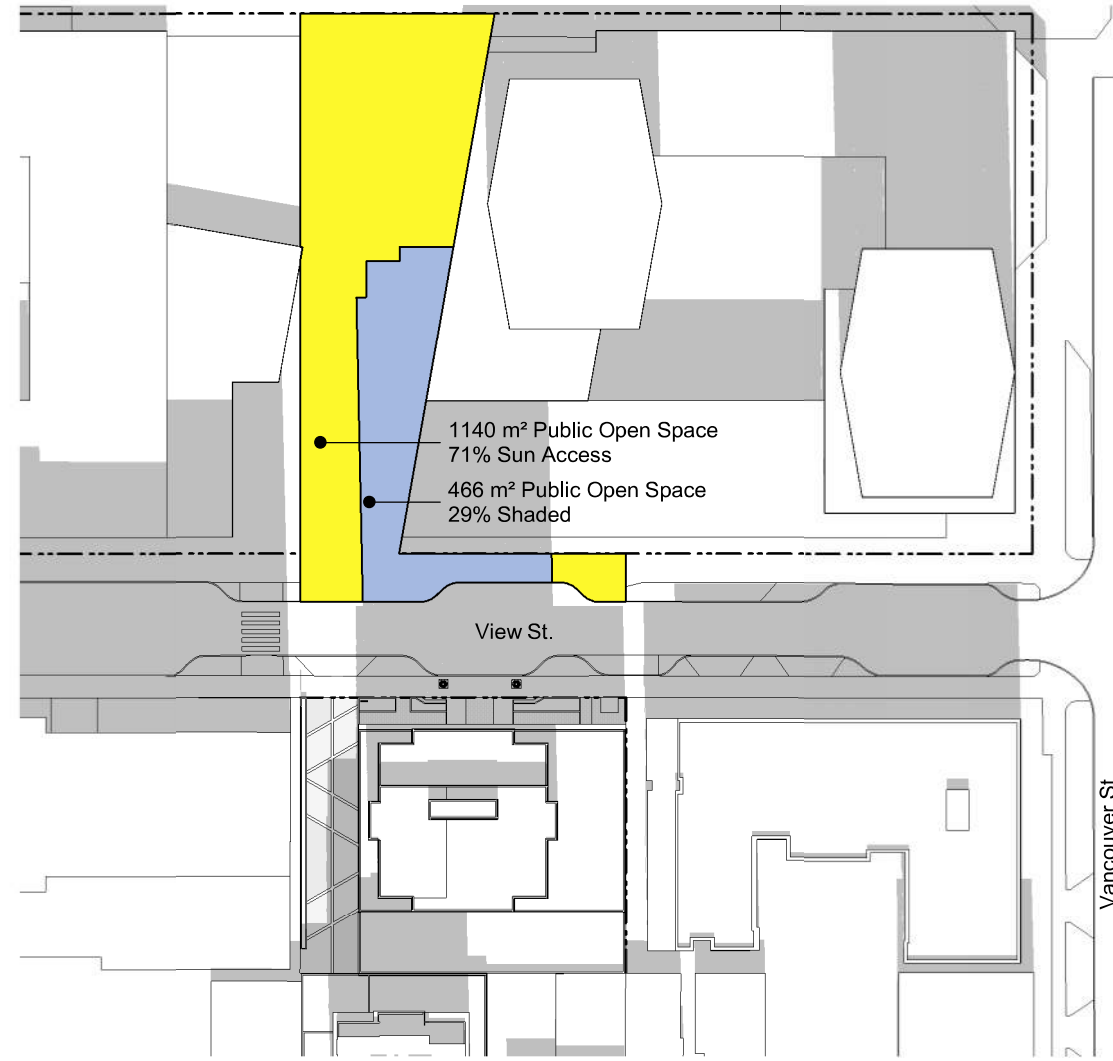 1140 m² Public Open Space
71% Sun Access
466 m² Public Open Space
29% Shaded
View St.
Vancouver St.